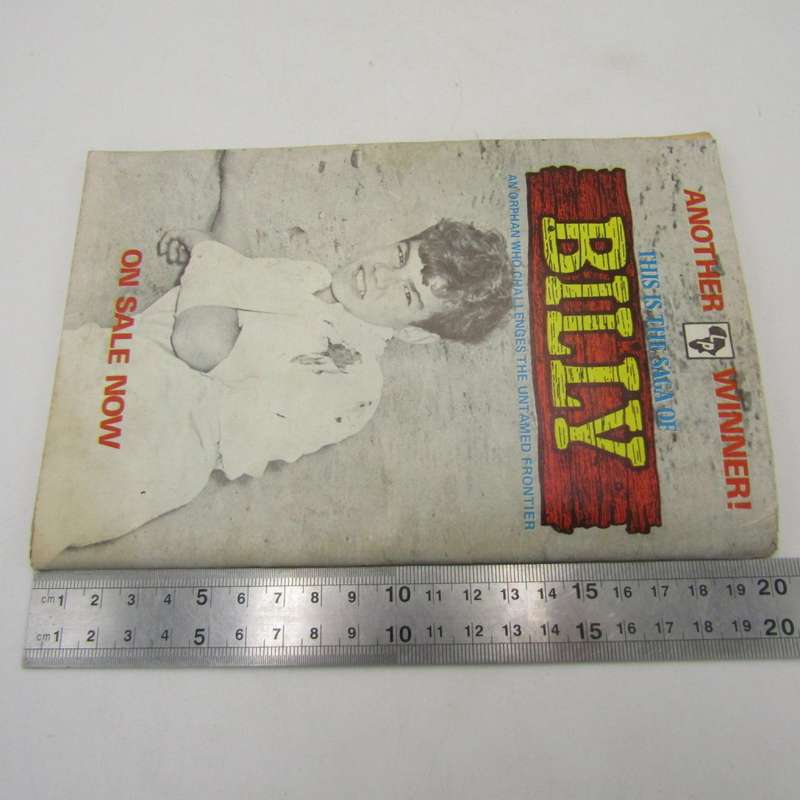 ANOTHER LP WINNER!
THIS IS THE SAGA OF
BILLY
AN ORPHAN WHO CHALLENGES THE UNTAMED FRONTIER
ON SALE NOW
cm 1 2 3 4 5 6 7 8 9 10 11 12 13 14 15 16 17 18 19 20
cm 1 2 3 4 5 6 7 8 9 10 11 12 13 14 15 16 17 18 19 20